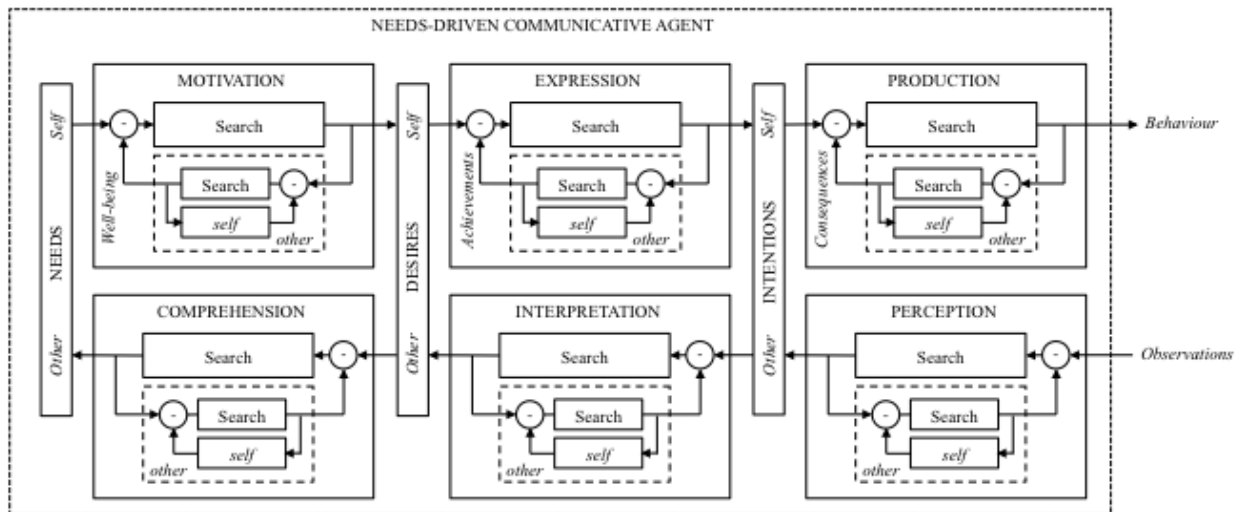 NEEDS-DRIVEN COMMUNICATIVE AGENT
MOTIVATION
EXPRESSION
PRODUCTION
Self
-
Search
Self
-
Search
Self
-
Search
Behaviour
Well-being
Search
-
self
other
Achievements
Search
-
self
other
Consequences
Search
-
self
other
NEEDS
DESIRES
INTENTIONS
COMPREHENSION
INTERPRETATION
PERCEPTION
Other
Search
-
Other
Search
-
Other
Search
-
Observations
-
Search
self
other
-
Search
self
other
-
Search
self
other